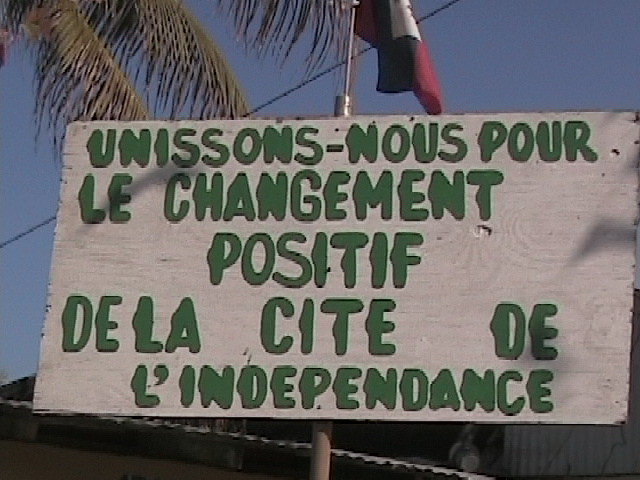 UNISSONS-NOUS POUR
LE CHANGEMENT
POSITIF
DE LA CITE DE
L'INDEPENDANCE